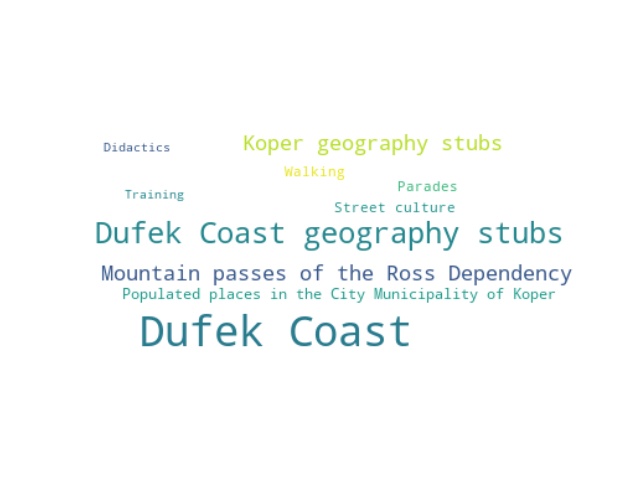 Koper geography stubs
Didactics
Walking
Parades
Training
Street culture
Dufek Coast geography stubs
Mountain passes of the Ross Dependency
Populated places in the City Municipality of Koper
Dufek Coast